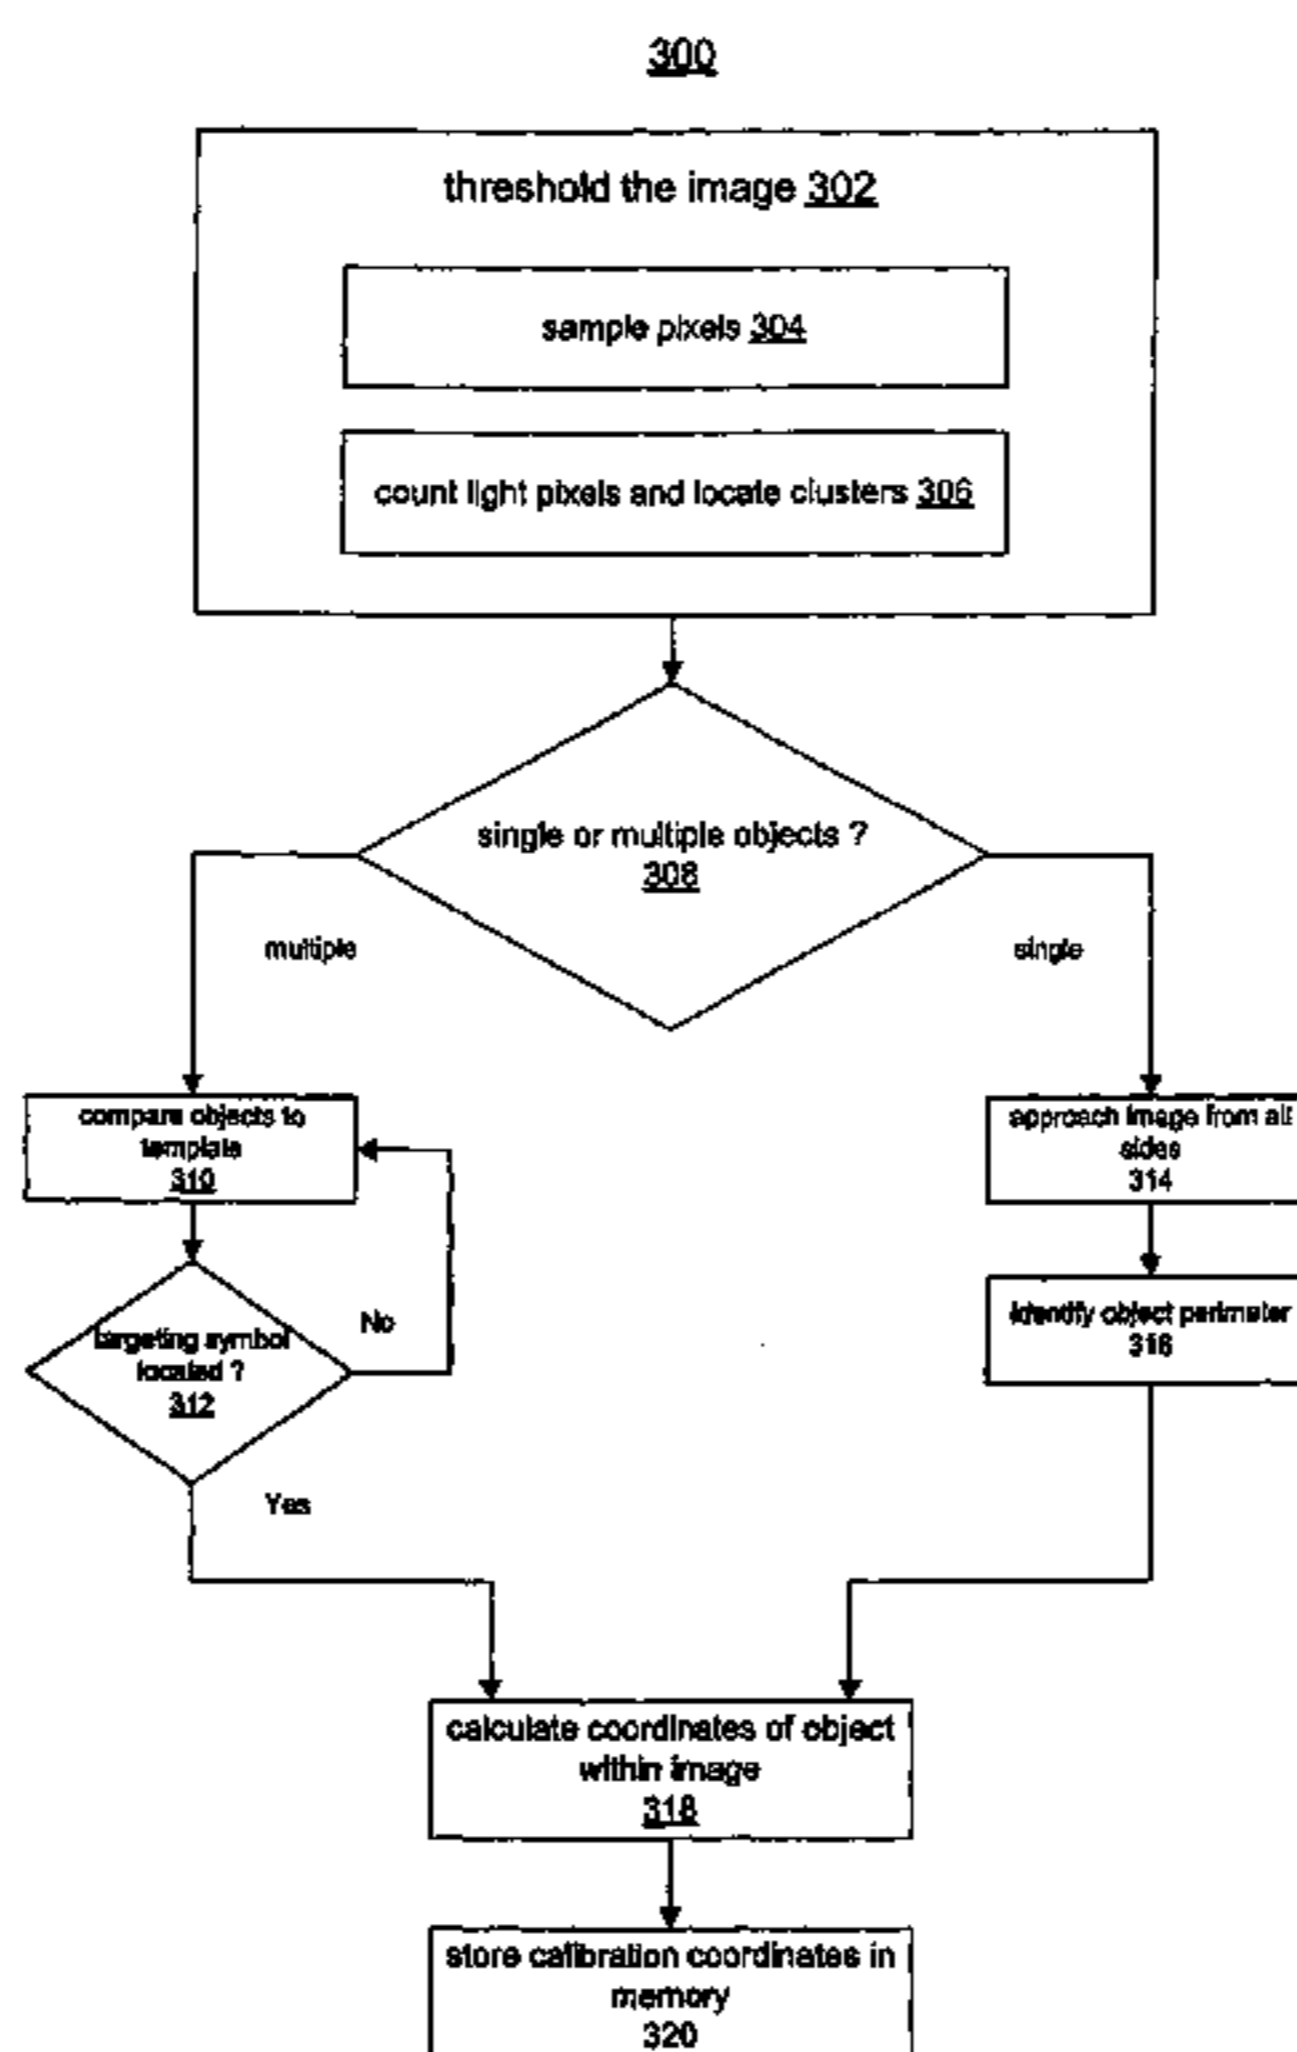 300
threshold the image 302
sample pixels 304
count light pixels and locate clusters 306
single or multiple objects ?
308
multiple
single
compare objects to
template
310
approach image from all
sides
314
targeting symbol
located ?
312
No
identify object perimeter
316
Yes
calculate coordinates of object
within image
318
store calibration coordinates in
memory
320